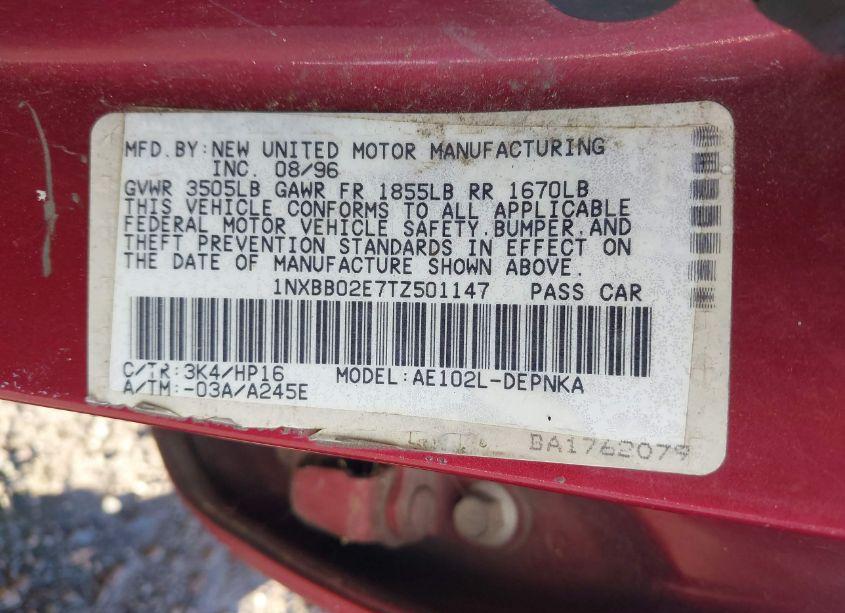 MFD.BY:NEW UNITED MOTOR MANUFACTURING
INC. 08/96
GVWR 3505LB GAWR FR 1855LB RR 1670LB
THIS VEHICLE CONFORMS TO ALL APPLICABLE
FEDERAL MOTOR VEHICLE SAFETY.BUMPER.AND
THEFT PREVENTION STANDARDS IN EFFECT ON
THE DATE OF MANUFACTURE SHOWN ABOVE.
1NXBB02E7TZ501147 PASS CAR
C/TR:3K4/HP16 MODEL:AE102L-DEPNKA
A/TM:-03A/A245E
BA1762079